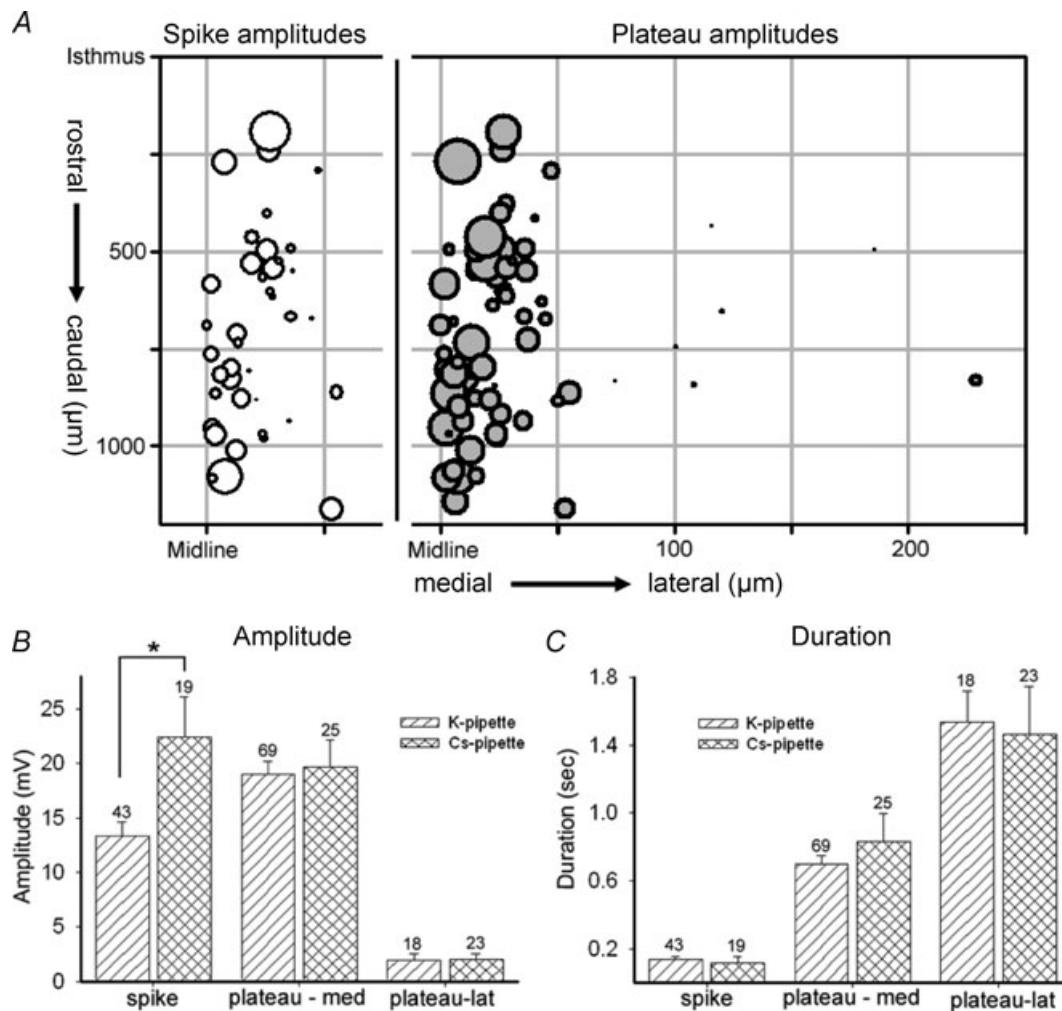 A
Spike amplitudes Plateau amplitudes
Isthmus
rostral
500
caudal (µm)
1000
Midline Midline 100 200
medial lateral (µm)
B Amplitude
*
Amplitude (mV)
25
20
15
10
5
0
19
43
69
25
18
23
K-pipette
Cs-pipette
spike plateau - med plateau-lat
C Duration
Duration (sec)
1.8
1.4
1.0
0.6
0.2
43
19
69
25
18
23
K-pipette
Cs-pipette
spike plateau - med plateau-lat